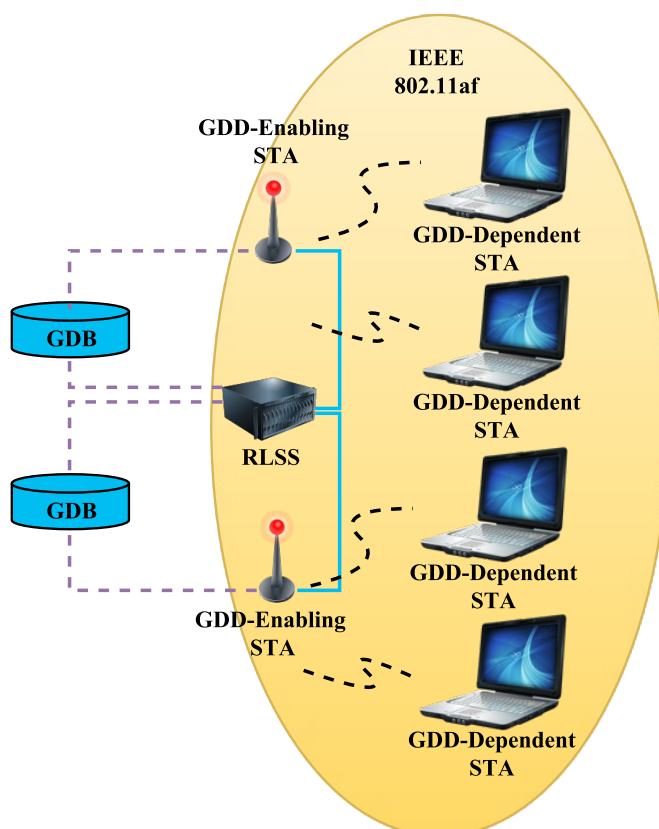 IEEE
802.11af
GDD-Enabling
STA
GDD-Dependent
STA
GDB
GDD-Dependent
STA
RLSS
GDB
GDD-Dependent
STA
GDD-Enabling
STA
GDD-Dependent
STA